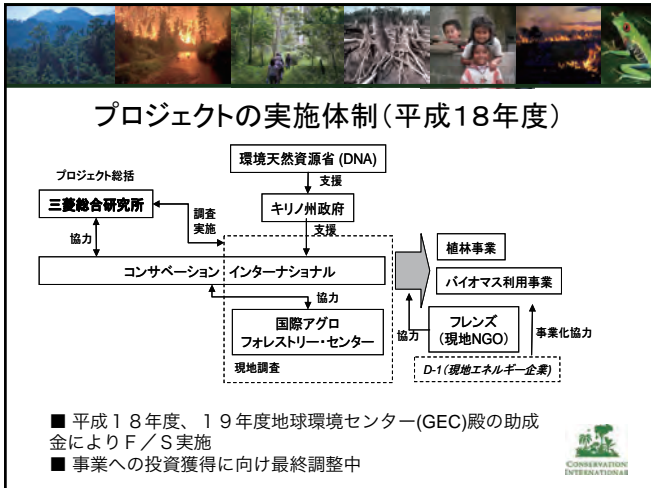 プロジェクトの実施体制(平成18年度)
環境天然資源省 (DNA)
プロジェクト総括
支援
三菱総合研究所
調査
実施
キリノ州政府
協力
支援
植林事業
コンサベーション インターナショナル
バイオマス利用事業
協力
国際アグロ
フォレストリー・センター
協力
フレンズ
(現地NGO)
事業化協力
現地調査
D-1(現地エネルギー企業)
■ 平成18年度、19年度地球環境センター(GEC)殿の助成
金によりF/S実施
■ 事業への投資獲得に向け最終調整中
CONSERVATION
INTERNATIONAL